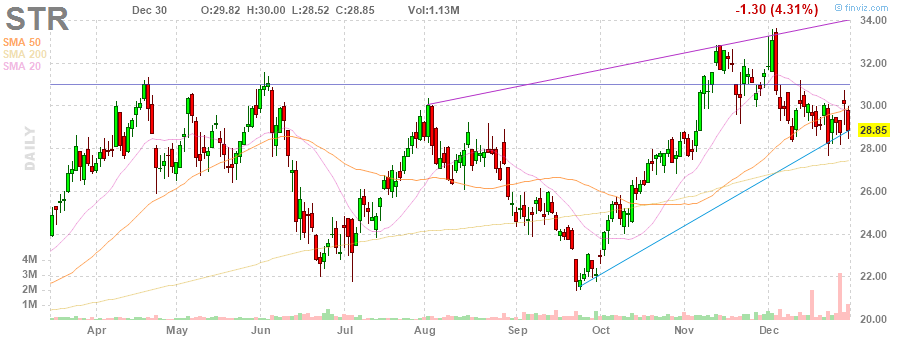 STR
Dec 30 O:29.82 H:30.00 L:28.52 C:28.85 Vol:1.13M
-1.30 (4.31%)
finviz.com
SMA 50
SMA 200
SMA 20
DAILY
34.00
32.00
30.00
28.85
28.00
26.00
24.00
22.00
20.00
4M
3M
2M
1M
Apr May Jun Jul Aug Sep Oct Nov Dec